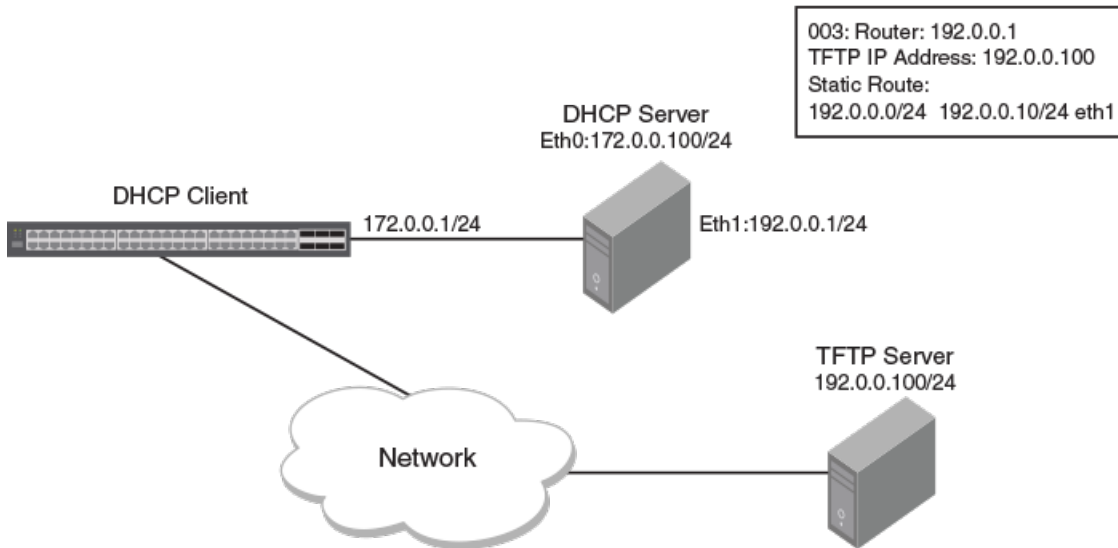 003: Router: 192.0.0.1
TFTP IP Address: 192.0.0.100
Static Route:
192.0.0.0/24 192.0.0.10/24 eth1
DHCP Server
Eth0:172.0.0.100/24
DHCP Client
172.0.0.1/24
Eth1:192.0.0.1/24
TFTP Server
192.0.0.100/24
Network